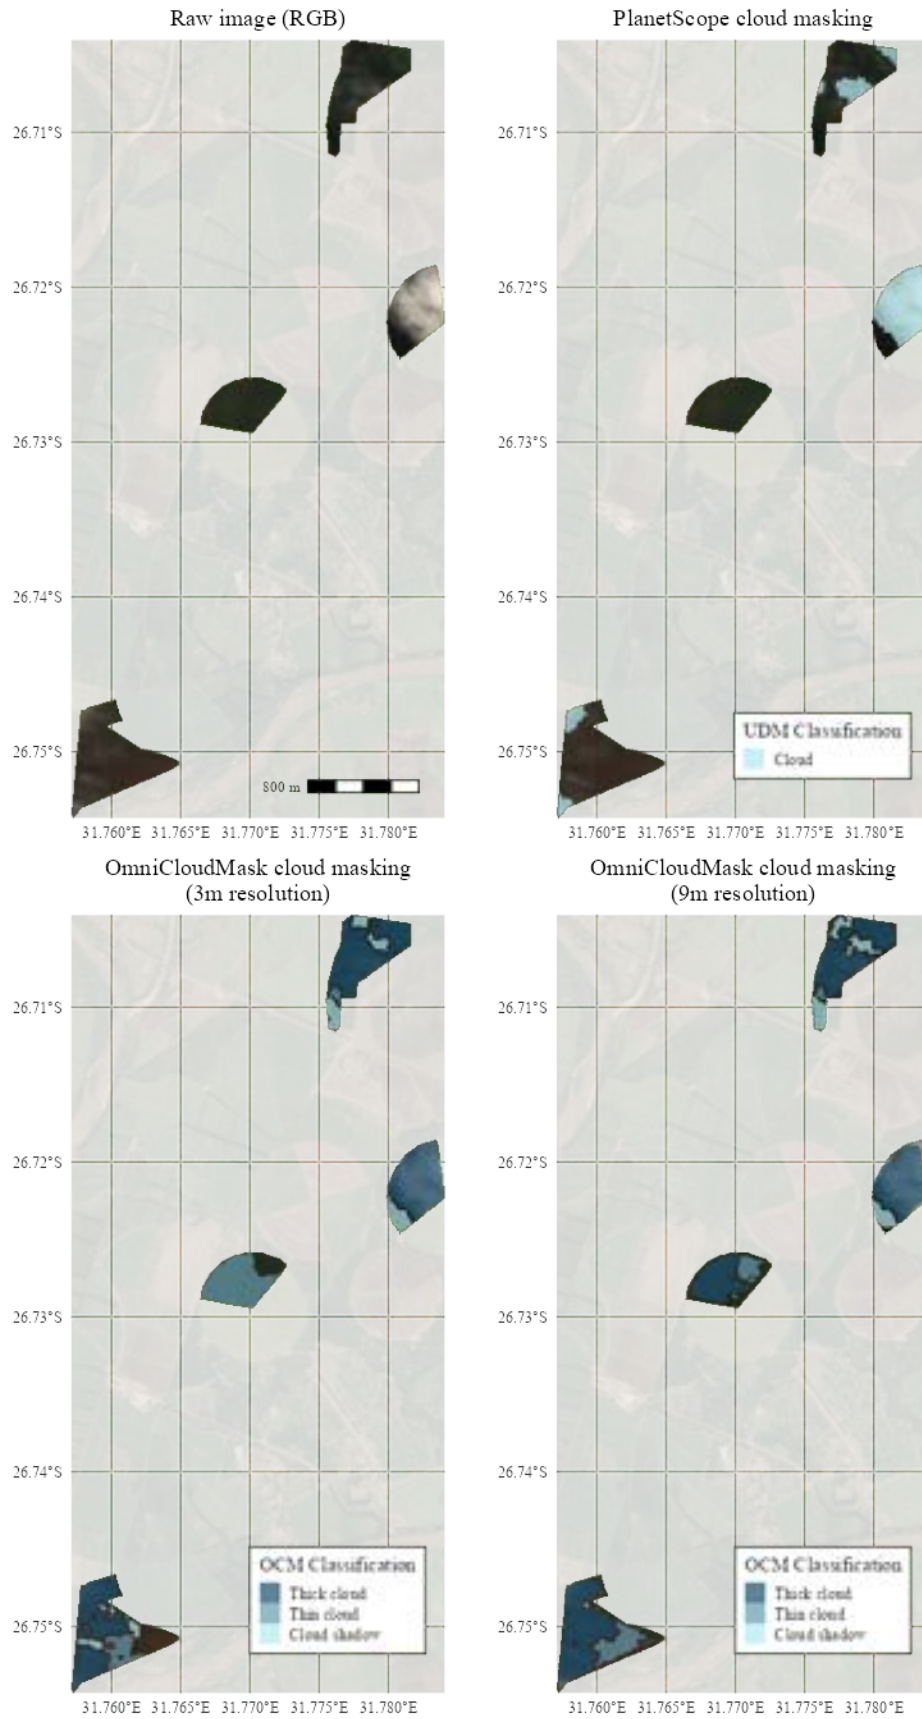 Raw image (RGB)
PlanetScope cloud masking
26.71°S
26.71°S
26.72°S
26.72°S
26.73°S
26.73°S
26.74°S
26.74°S
26.75°S
26.75°S
800 m
UDM Classification
Cloud
31.760°E 31.765°E 31.770°E 31.775°E 31.780°E
31.760°E 31.765°E 31.770°E 31.775°E 31.780°E
OmniCloudMask cloud masking
(3m resolution)
OmniCloudMask cloud masking
(9m resolution)
26.71°S
26.71°S
26.72°S
26.72°S
26.73°S
26.73°S
26.74°S
26.74°S
26.75°S
26.75°S
OCM Classification
Thick cloud
Thin cloud
Cloud shadow
OCM Classification
Thick cloud
Thin cloud
Cloud shadow
31.760°E 31.765°E 31.770°E 31.775°E 31.780°E
31.760°E 31.765°E 31.770°E 31.775°E 31.780°E